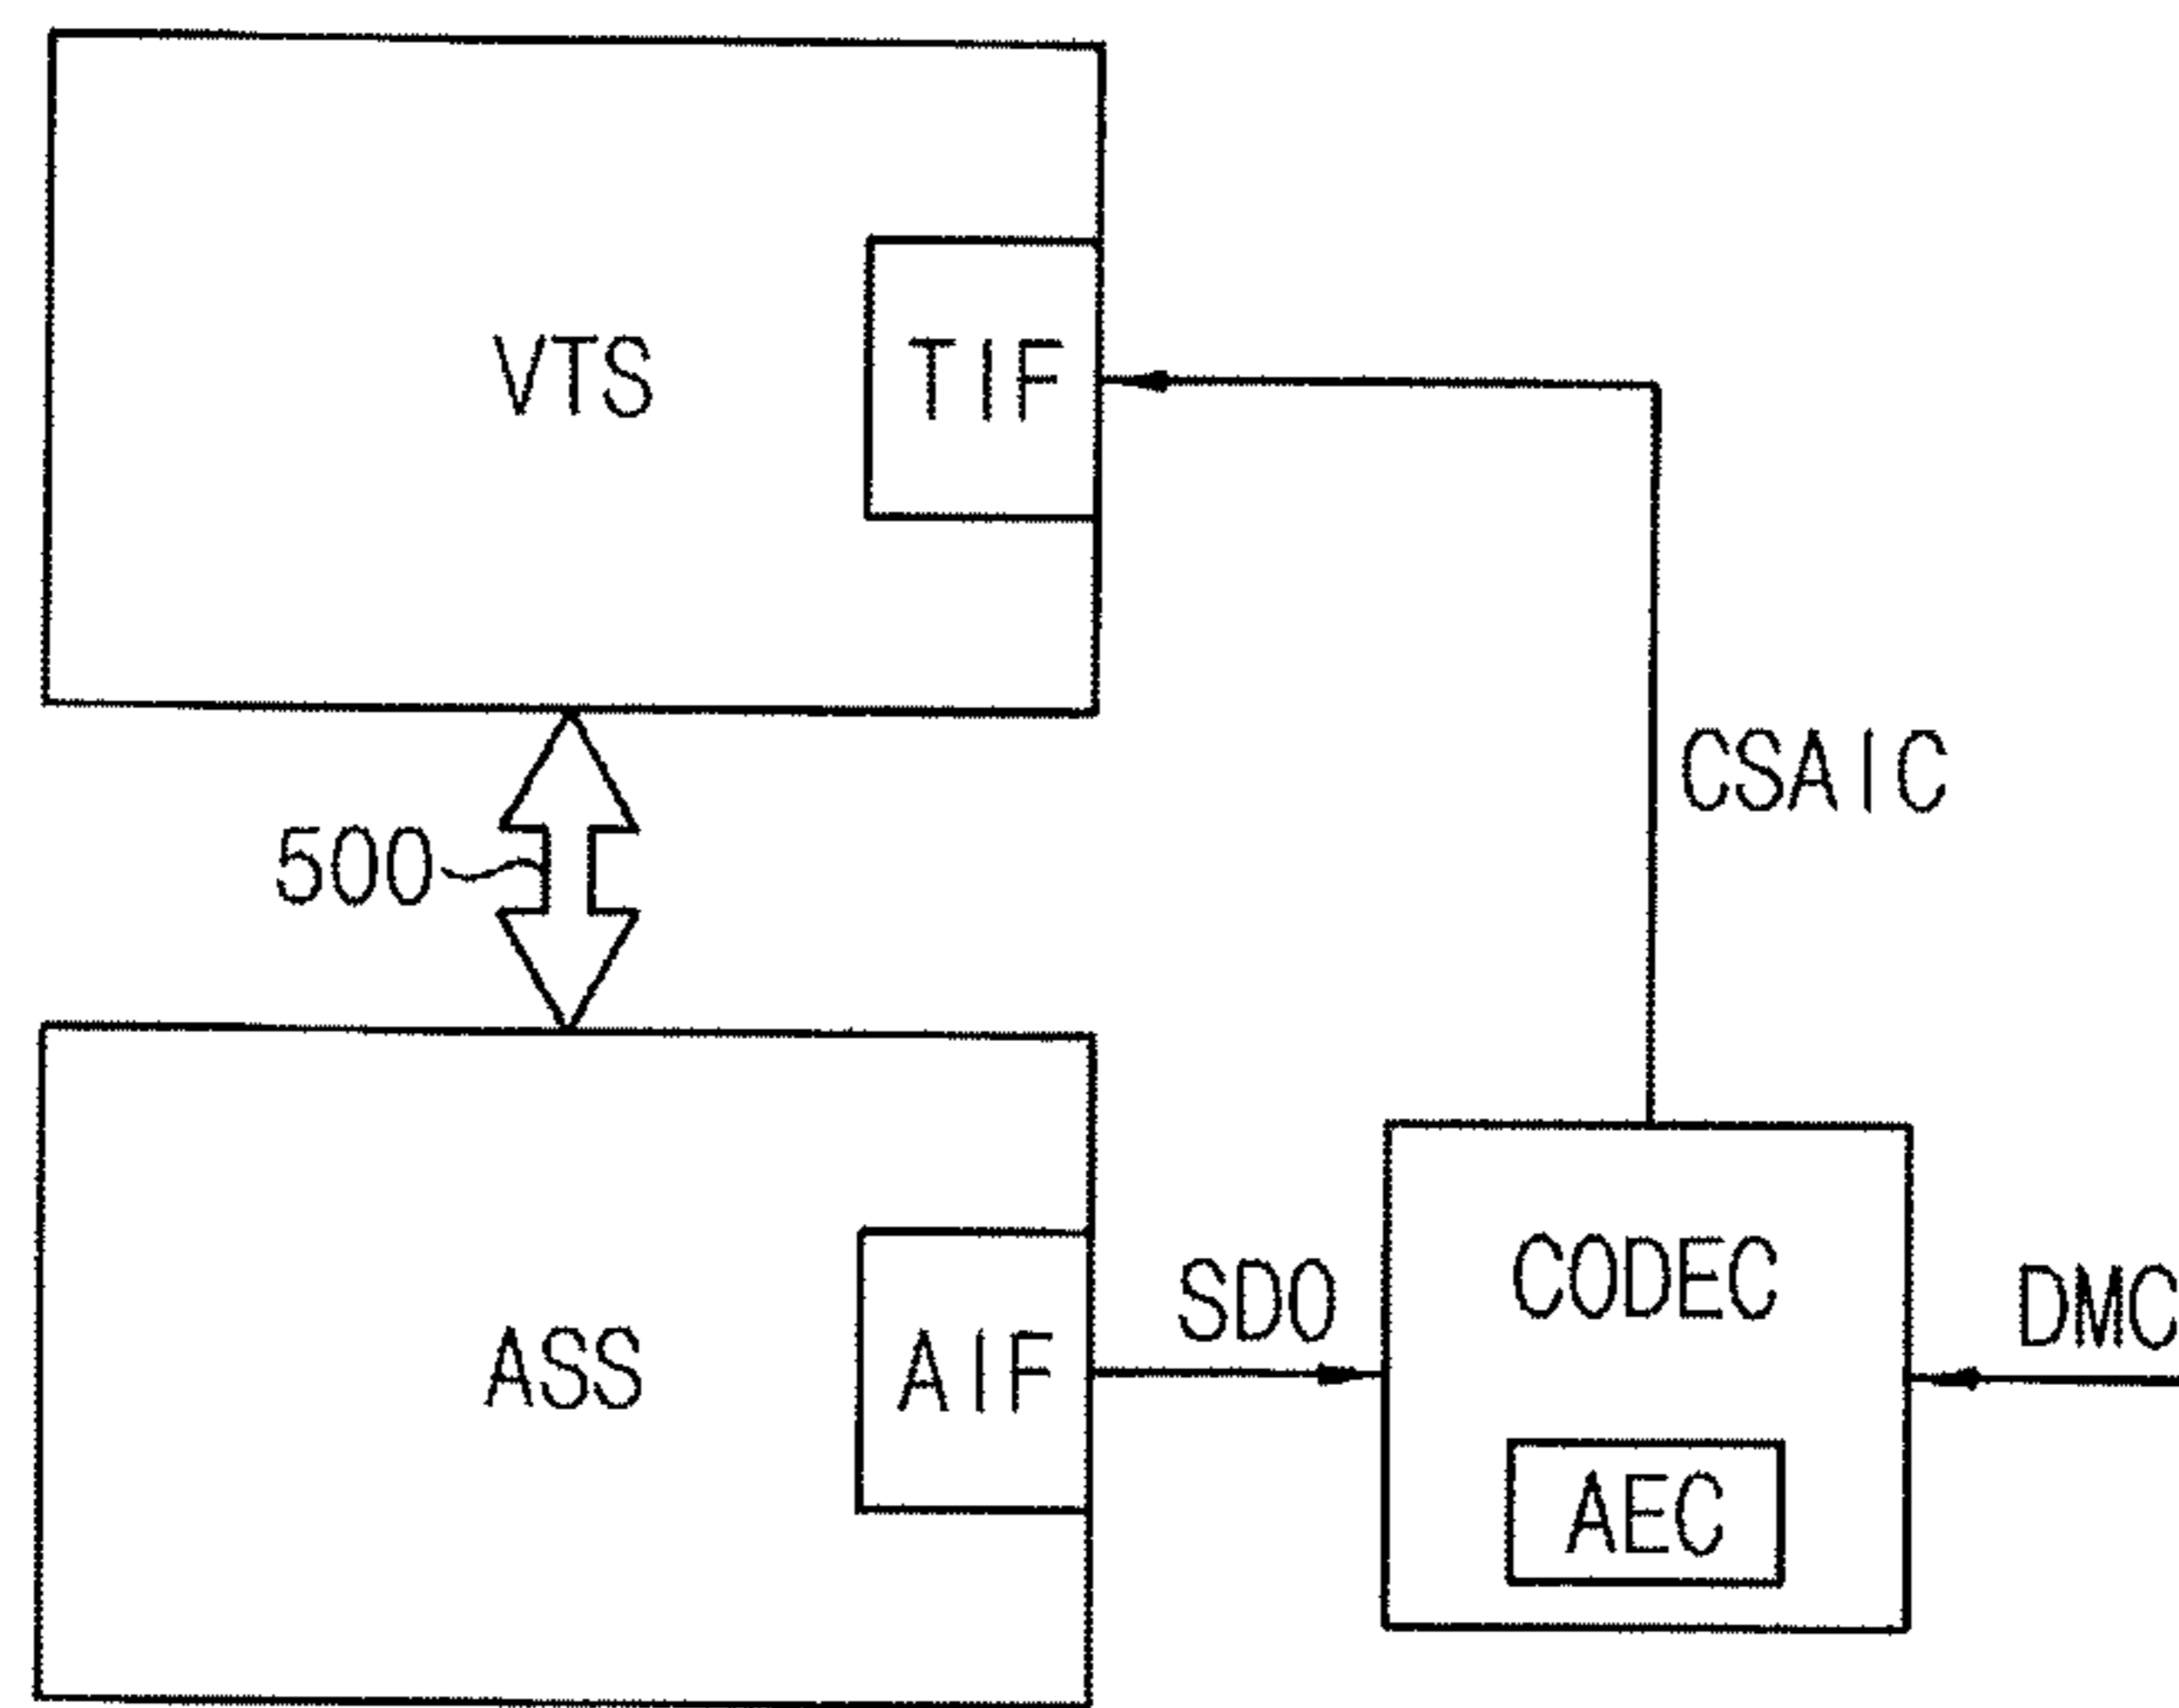 VTS
TIF
CSAIC
500
ASS
AIF
SDO
CODEC
DMC
AEC